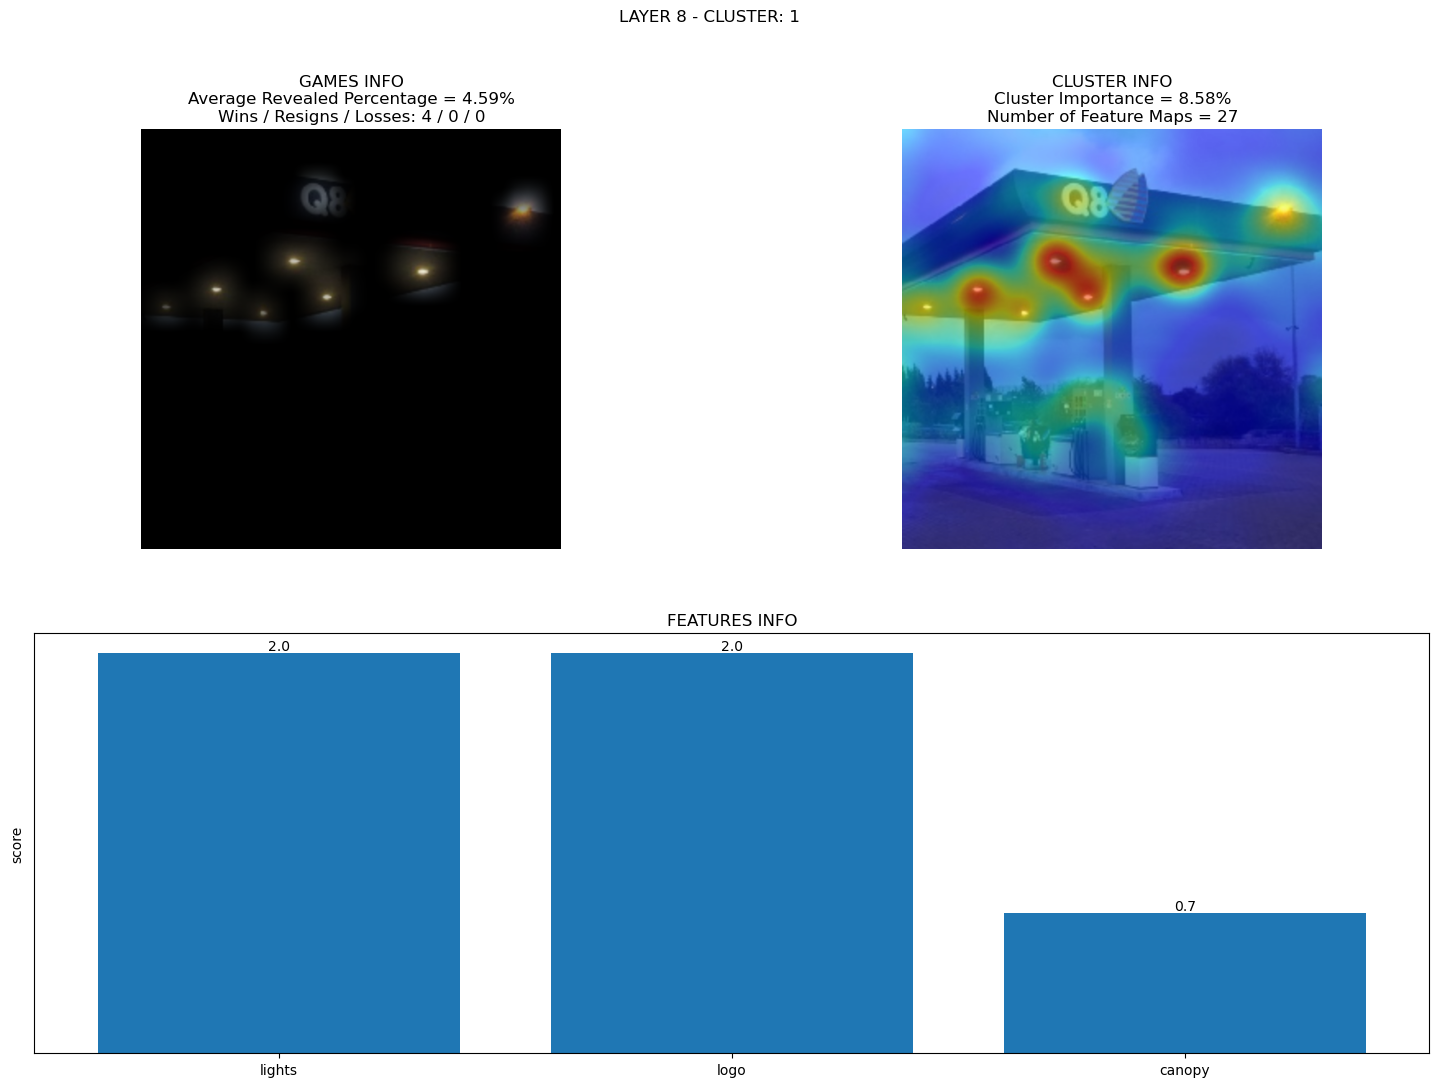 LAYER 8 - CLUSTER: 1
GAMES INFO
Average Revealed Percentage = 4.59%
Wins / Resigns / Losses: 4 / 0 / 0
Q8
CLUSTER INFO
Cluster Importance = 8.58%
Number of Feature Maps = 27
Q8
FEATURES INFO
score
2.0
2.0
0.7
lights
logo
canopy